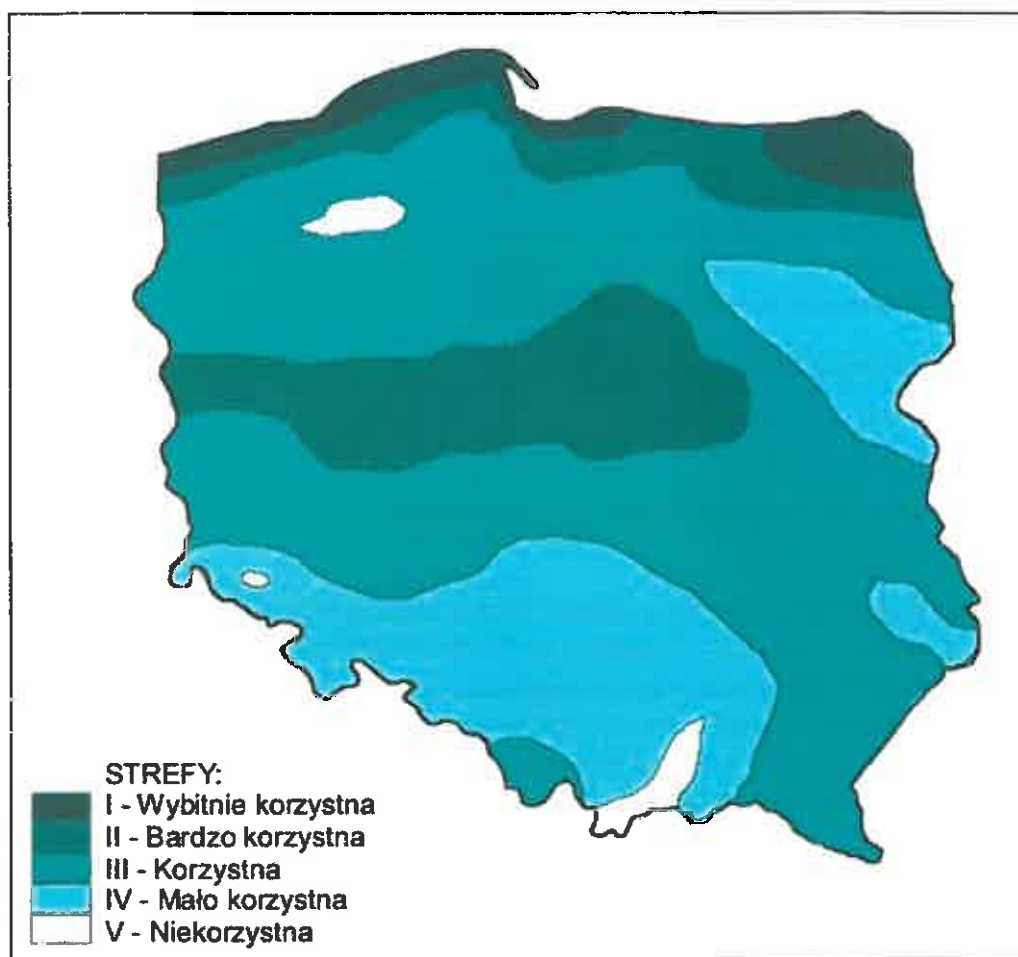 STREFY:
I - Wybitnie korzystna
II - Bardzo korzystna
III - Korzystna
IV - Mało korzystna
V - Niekorzystna